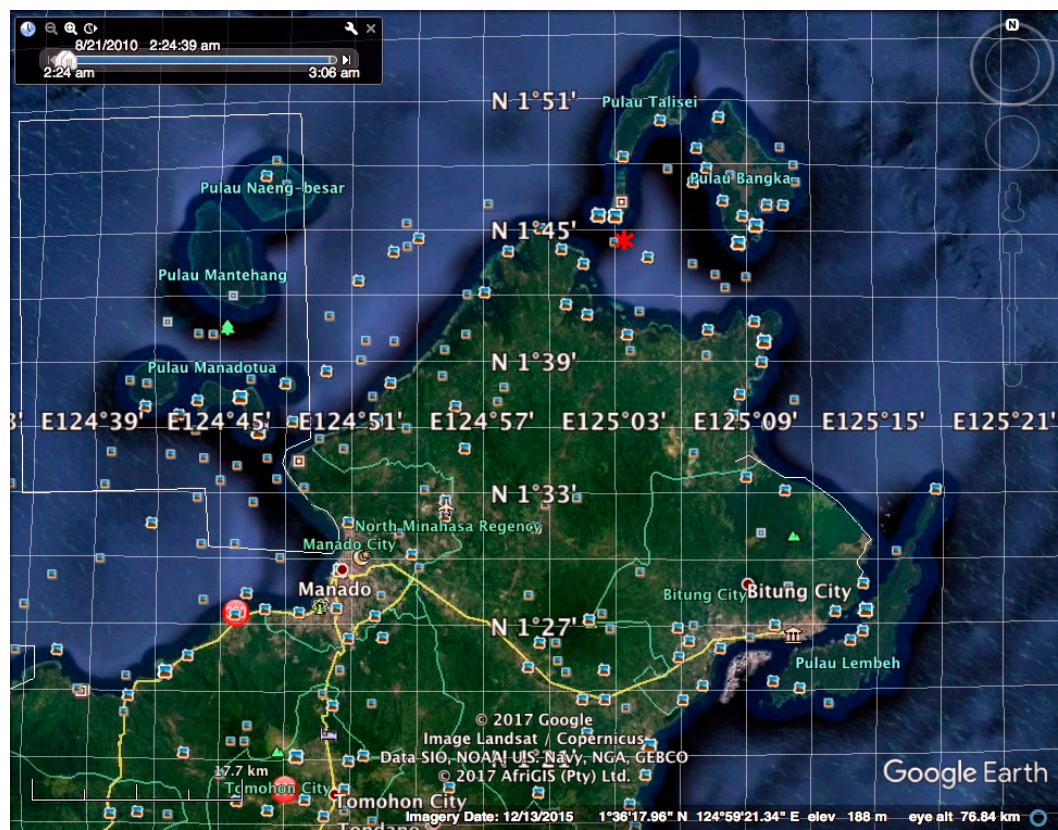 8/21/2010 2:24:39 am
2:24 am 3:06 am
N
N 1°51'
Pulau Talisei
Pulau Naeng-besar
Pulau Bangka
N 1°45'
Pulau Mantehang
N 1°39'
Pulau Manadotua
E124°39' E124°45' E124°51' E124°57' E125°03' E125°09' E125°15' E125°21'
N 1°33'
North Minahasa Regency
Manado City
Manado
Bitung City Bitung City
N 1°27'
Pulau Lembeh
© 2017 Google
Image Landsat / Copernicus
Data SIO, NOAA, U.S. Navy, NGA, GEBCO
N 1°21'
© 2017 AfriGIS (Pty) Ltd.
17.7 km
Google Earth
Tomohon City
Tomohon City
Imagery Date: 12/13/2015 1°36'17.96" N 124°59'21.34" E elev 188 m eye alt 76.84 km
Tondano